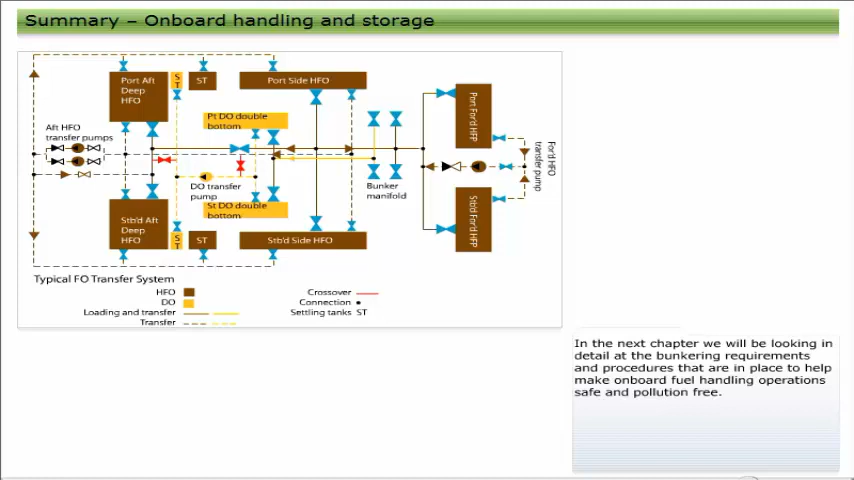 Summary – Onboard handling and storage
Port Aft
Deep
HFO
S
T
ST
Port Side HFO
Pt DO double
bottom
Aft HFO
transfer pumps
DO transfer
pump
St DO double
bottom
Bunker
manifold
Port For'd HFP
For'd HFO
transfer pump
Stb'd For'd HFP
Stb'd Aft
Deep
HFO
S
T
ST
Stb'd Side HFO
Typical FO Transfer System
HFO
DO
Loading and transfer
Transfer
Crossover
Connection
Settling tanks ST
In the next chapter we will be looking in
detail at the bunkering requirements
and procedures that are in place to help
make onboard fuel handling operations
safe and pollution free.